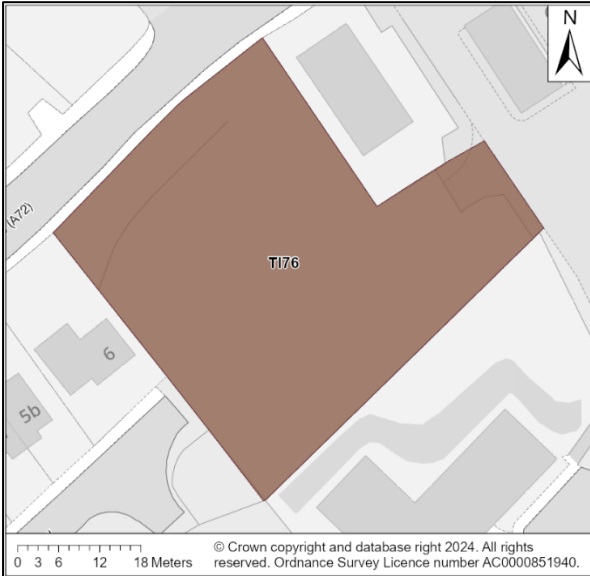 N
(A72)
TI76
6
5b
0 3 6 12 18 Meters
© Crown copyright and database right 2024. All rights
reserved. Ordnance Survey Licence number AC0000851940.